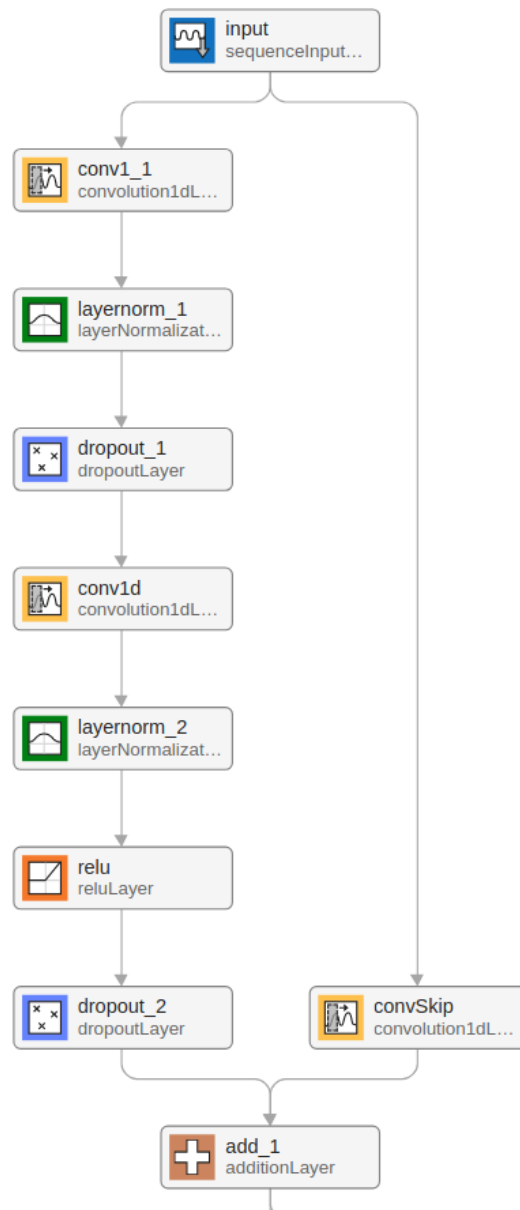 input
sequenceInput…
conv1_1
convolution1dL…
layernorm_1
layerNormalizat…
dropout_1
dropoutLayer
conv1d
convolution1dL…
layernorm_2
layerNormalizat…
relu
reluLayer
dropout_2
dropoutLayer
convSkip
convolution1dL…
add_1
additionLayer